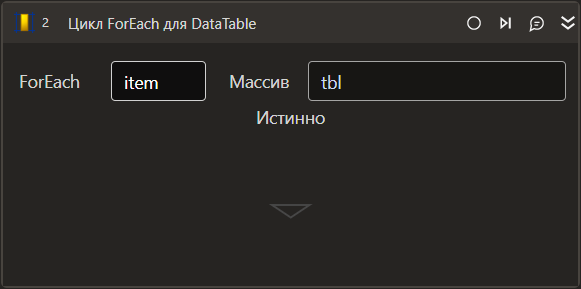 2 Цикл ForEach для DataTable
ForEach item Массив tbl
Истинно